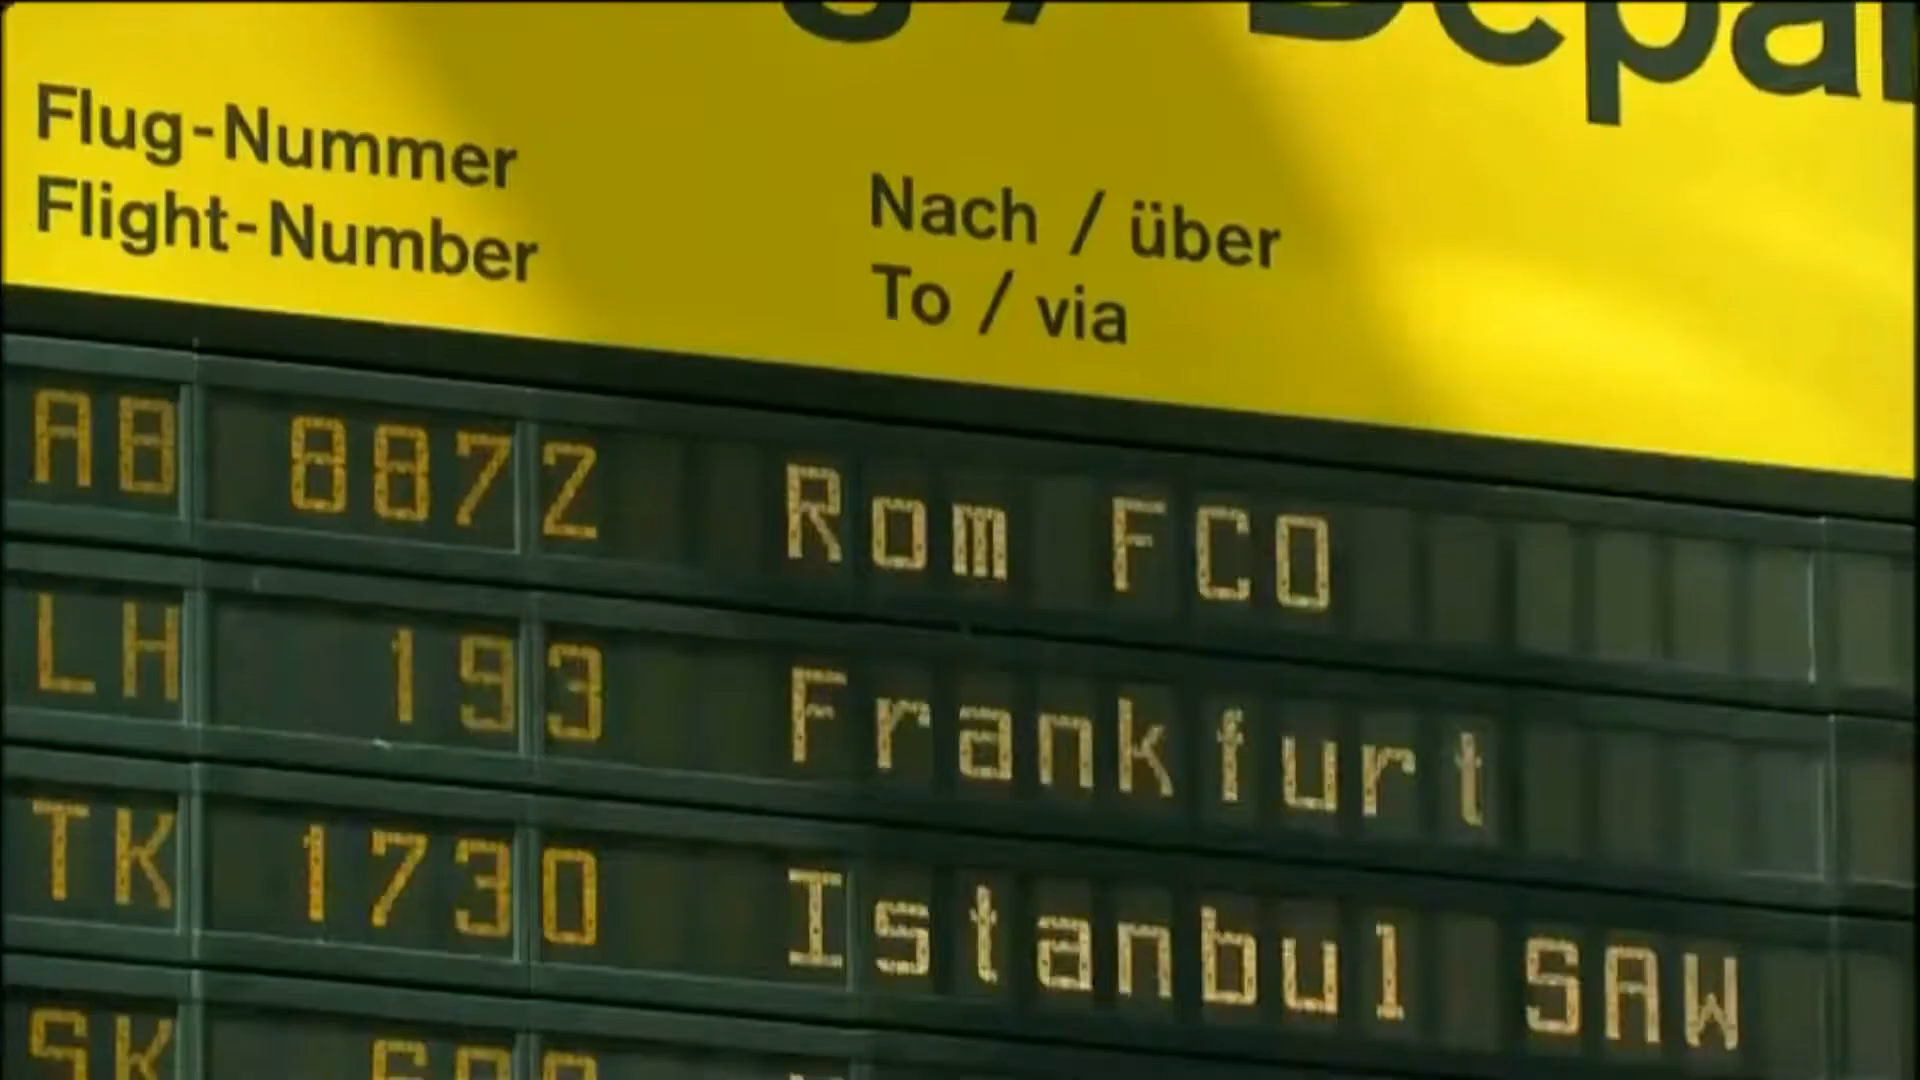 Flug-Nummer
Flight-Number
Nach / über
To / via
AB 8872 Rom FCO
LH 193 Frankfurt
TK 1730 Istanbul SAW
SK